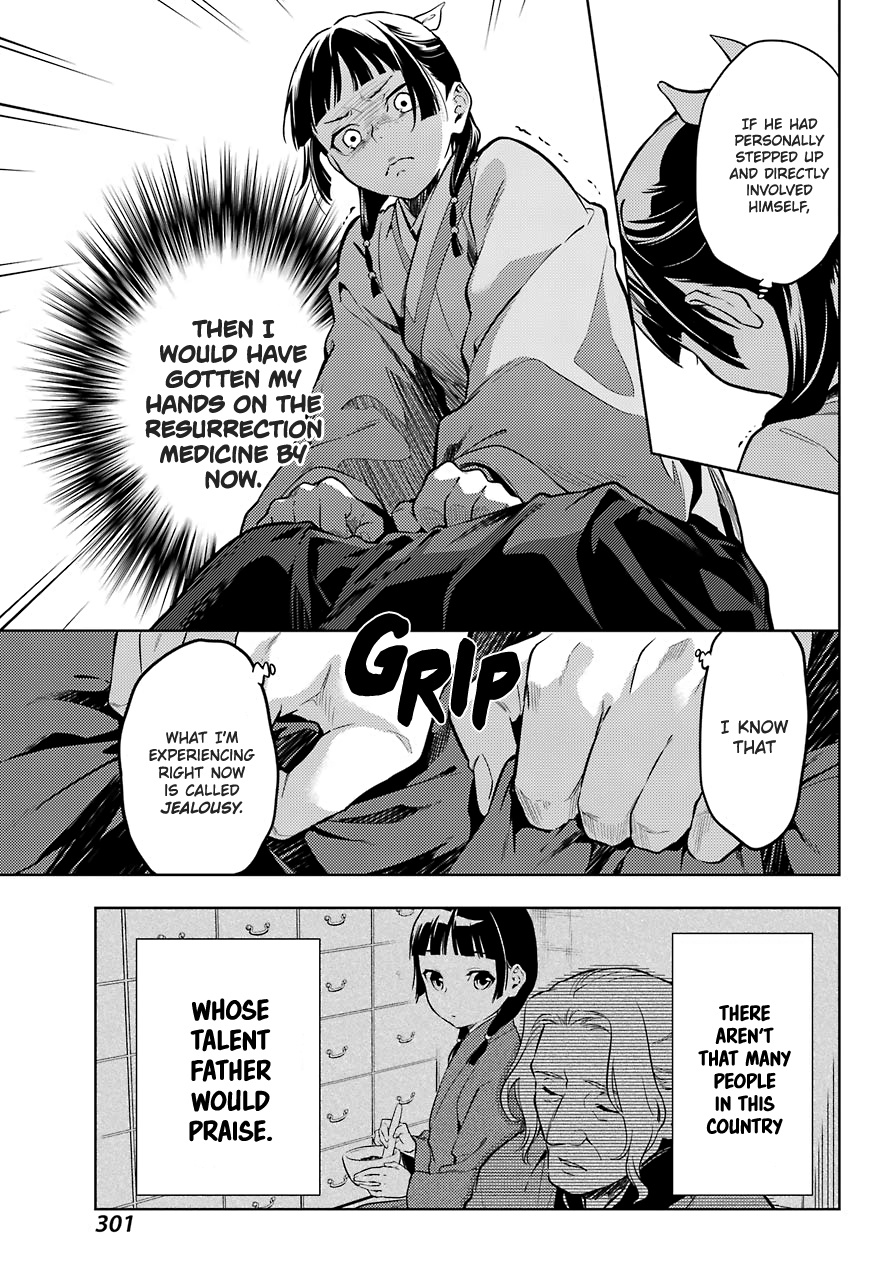 IF HE HAD
PERSONALLY
STEPPED UP
AND DIRECTLY
INVOLVED
HIMSELF,
THEN I
WOULD HAVE
GOTTEN MY
HANDS ON THE
RESURRECTION
MEDICINE BY
NOW.
GRIP
I KNOW
THAT
WHAT I'M
EXPERIENCING
RIGHT NOW
IS CALLED
JEALOUSY.
THERE
AREN'T
THAT MANY
PEOPLE
IN THIS
COUNTRY
WHOSE
TALENT
FATHER
WOULD
PRAISE.
301